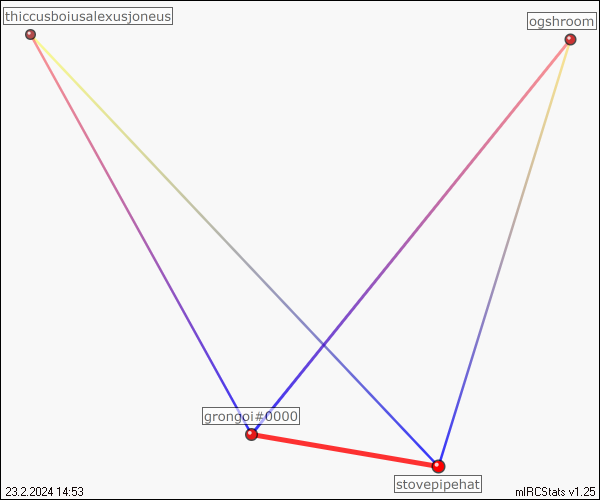 thiccusboiusalexusjoneus
ogshroom
grongoi#0000
stovepipehat
23.2.2024 14:53
mIRCStats v1.25